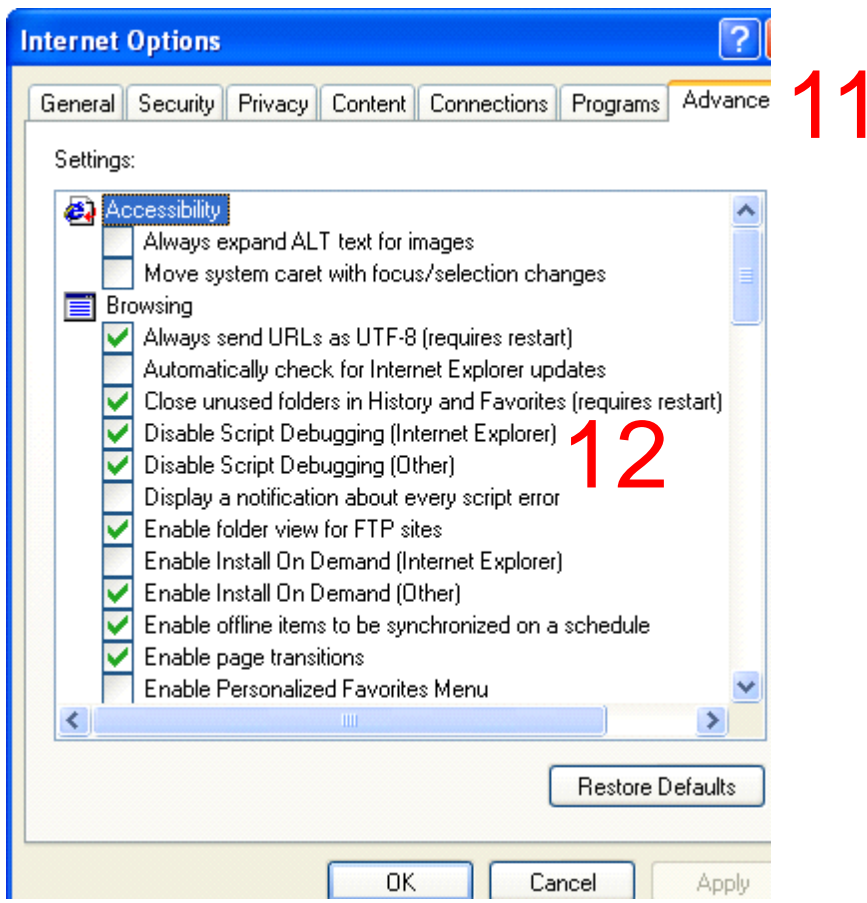 Internet Options ?
General Security Privacy Content Connections Programs Advance 11
Settings:
Accessibility
Always expand ALT text for images
Move system caret with focus/selection changes
Browsing
Always send URLs as UTF-8 (requires restart)
Automatically check for Internet Explorer updates
Close unused folders in History and Favorites (requires restart)
Disable Script Debugging (Internet Explorer) 12
Disable Script Debugging (Other)
Display a notification about every script error
Enable folder view for FTP sites
Enable Install On Demand (Internet Explorer)
Enable Install On Demand (Other)
Enable offline items to be synchronized on a schedule
Enable page transitions
Enable Personalized Favorites Menu
Restore Defaults
OK Cancel Apply